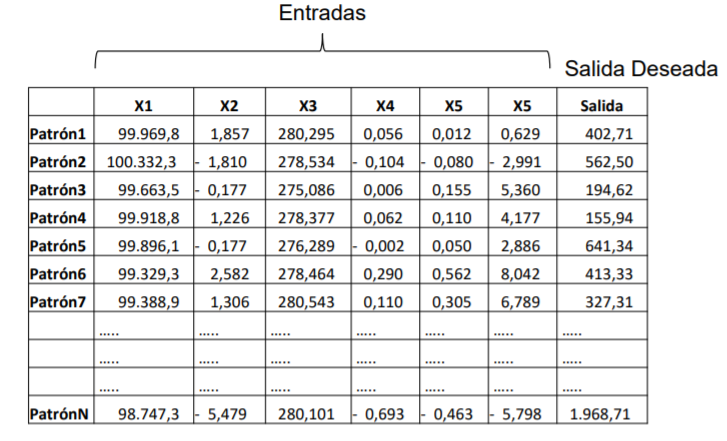 Entradas
Salida Deseada
X1 X2 X3 X4 X5 X5 Salida
Patrón1 99.969,8 1,857 280,295 0,056 0,012 0,629 402,71
Patrón2 100.332,3 - 1,810 278,534 - 0,104 - 0,080 - 2,991 562,50
Patrón3 99.663,5 - 0,177 275,086 0,006 0,155 5,360 194,62
Patrón4 99.918,8 1,226 278,377 0,062 0,110 4,177 155,94
Patrón5 99.896,1 - 0,177 276,289 - 0,002 0,050 2,886 641,34
Patrón6 99.329,3 2,582 278,464 0,290 0,562 8,042 413,33
Patrón7 99.388,9 1,306 280,543 0,110 0,305 6,789 327,31
..... ..... ..... ..... ..... ..... .....
..... ..... ..... ..... ..... ..... .....
..... ..... ..... ..... ..... ..... .....
PatrónN 98.747,3 - 5,479 280,101 - 0,693 - 0,463 - 5,798 1.968,71